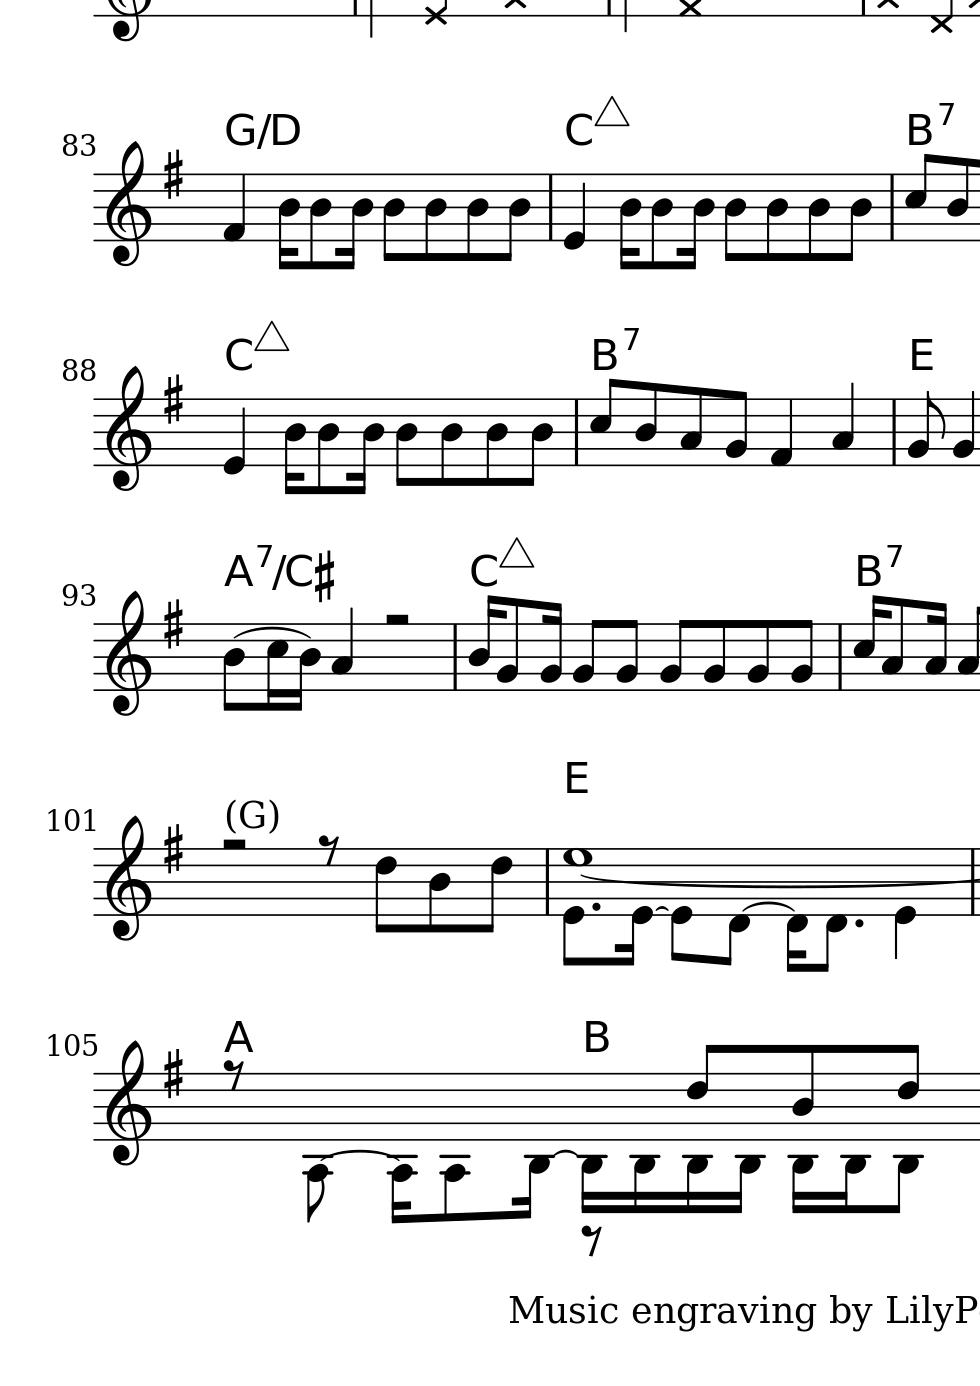 G/D C△ B7
83
C△ B7 E
88
A7/C♯ C△ B7
93
E
(G)
101
A B
105
Music engraving by LilyP